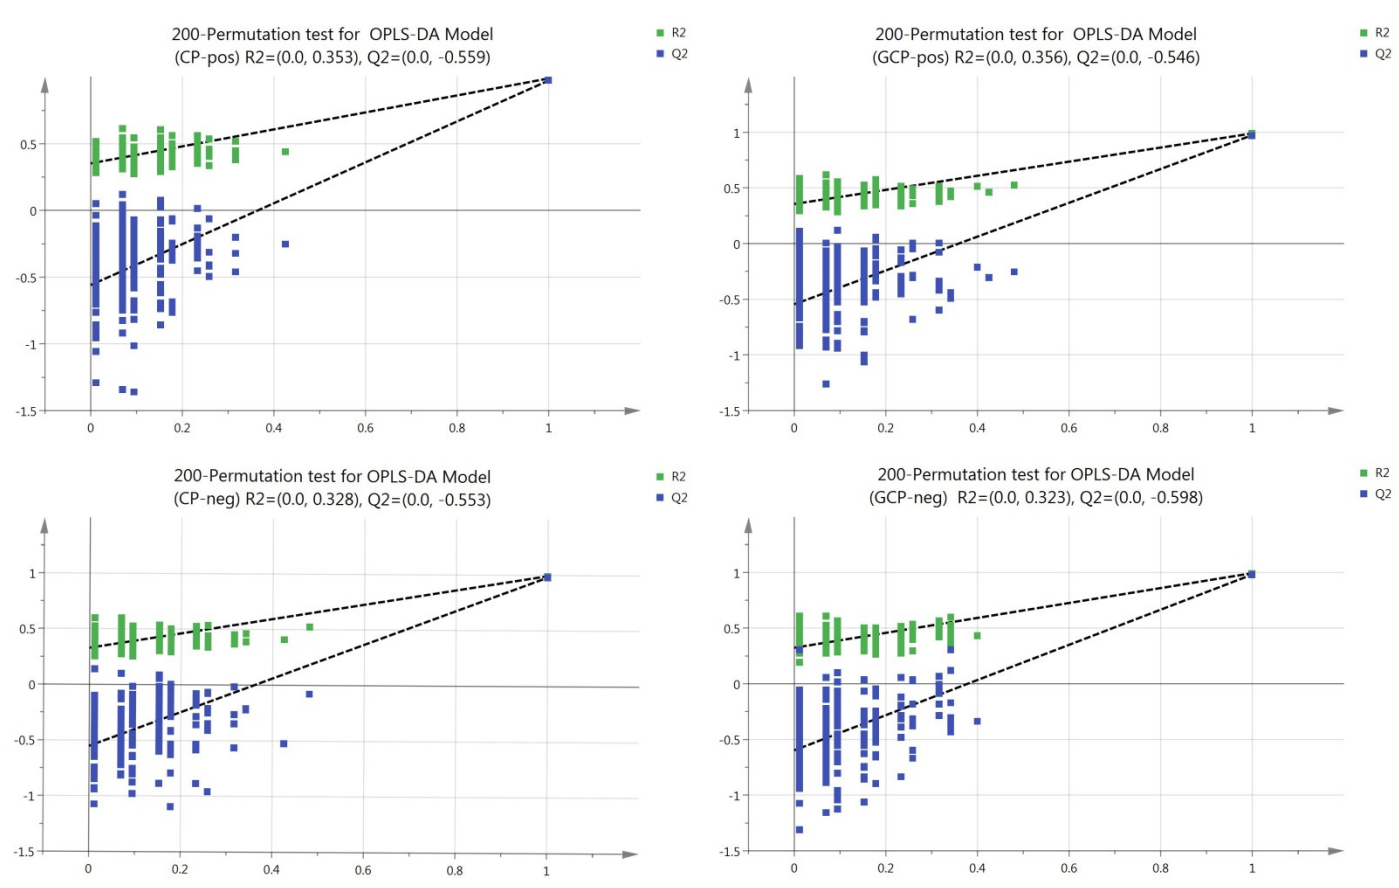 200-Permutation test for OPLS-DA Model
(CP-pos) R2=(0.0, 0.353), Q2=(0.0, -0.559)
R2
Q2
0.5
0
-0.5
-1
-1.5
0
0.2
0.4
0.6
0.8
1
200-Permutation test for OPLS-DA Model
(GCP-pos) R2=(0.0, 0.356), Q2=(0.0, -0.546)
R2
Q2
1
0.5
0
-0.5
-1
-1.5
0
0.2
0.4
0.6
0.8
1
200-Permutation test for OPLS-DA Model
(CP-neg) R2=(0.0, 0.328), Q2=(0.0, -0.553)
R2
Q2
1
0.5
0
-0.5
-1
-1.5
0
0.2
0.4
0.6
0.8
1
200-Permutation test for OPLS-DA Model
(GCP-neg) R2=(0.0, 0.323), Q2=(0.0, -0.598)
R2
Q2
1
0.5
0
-0.5
-1
-1.5
0
0.2
0.4
0.6
0.8
1